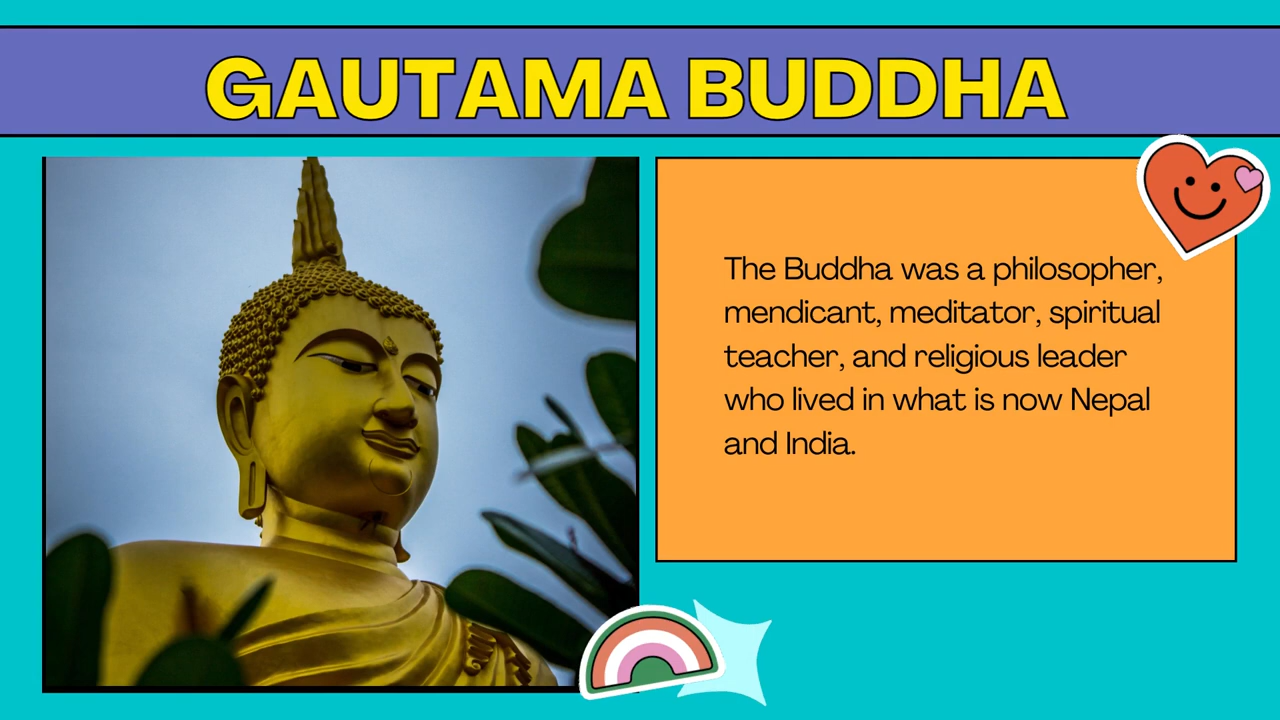 GAUTAMA BUDDHA
The Buddha was a philosopher,
mendicant, meditator, spiritual
teacher, and religious leader
who lived in what is now Nepal
and India.